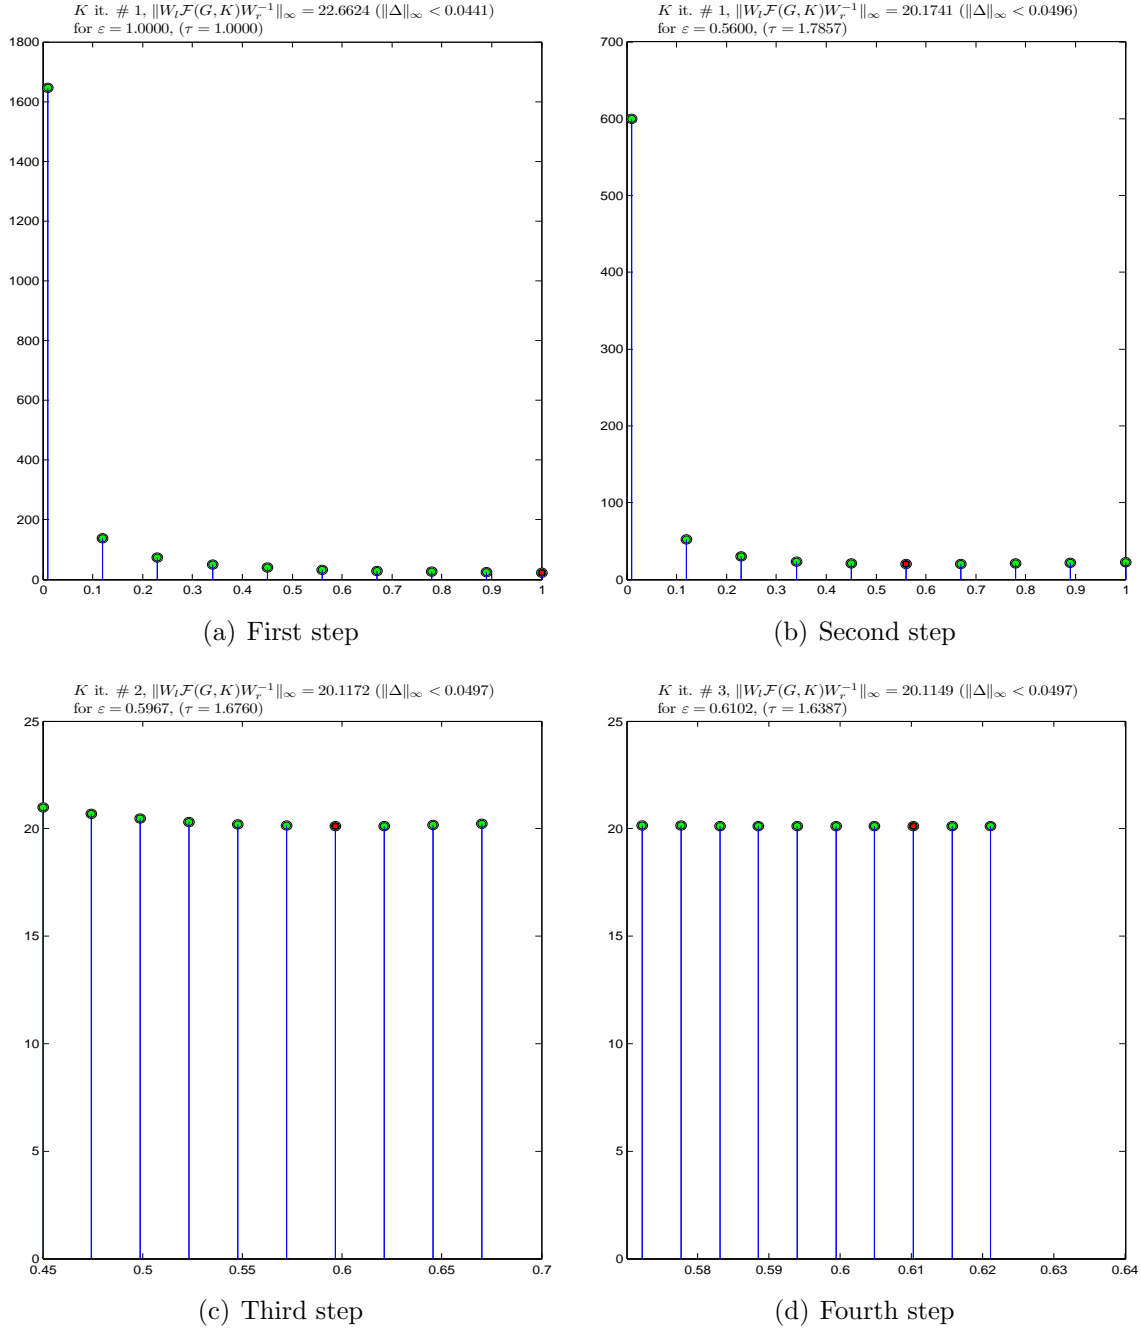 K it. # 1, ‖W_l F(G, K)W_r^{-1}‖_∞ = 22.6624 (‖Δ‖_∞ < 0.0441)
for ε = 1.0000, (τ = 1.0000)
1800
1600
1400
1200
1000
800
600
400
200
0
0 0.1 0.2 0.3 0.4 0.5 0.6 0.7 0.8 0.9 1
(a) First step
K it. # 1, ‖W_l F(G, K)W_r^{-1}‖_∞ = 20.1741 (‖Δ‖_∞ < 0.0496)
for ε = 0.5600, (τ = 1.7857)
700
600
500
400
300
200
100
0
0 0.1 0.2 0.3 0.4 0.5 0.6 0.7 0.8 0.9 1
(b) Second step
K it. # 2, ‖W_l F(G, K)W_r^{-1}‖_∞ = 20.1172 (‖Δ‖_∞ < 0.0497)
for ε = 0.5967, (τ = 1.6760)
25
20
15
10
5
0
0.45 0.5 0.55 0.6 0.65 0.7
(c) Third step
K it. # 3, ‖W_l F(G, K)W_r^{-1}‖_∞ = 20.1149 (‖Δ‖_∞ < 0.0497)
for ε = 0.6102, (τ = 1.6387)
25
20
15
10
5
0
0.58 0.59 0.6 0.61 0.62 0.63 0.64
(d) Fourth step